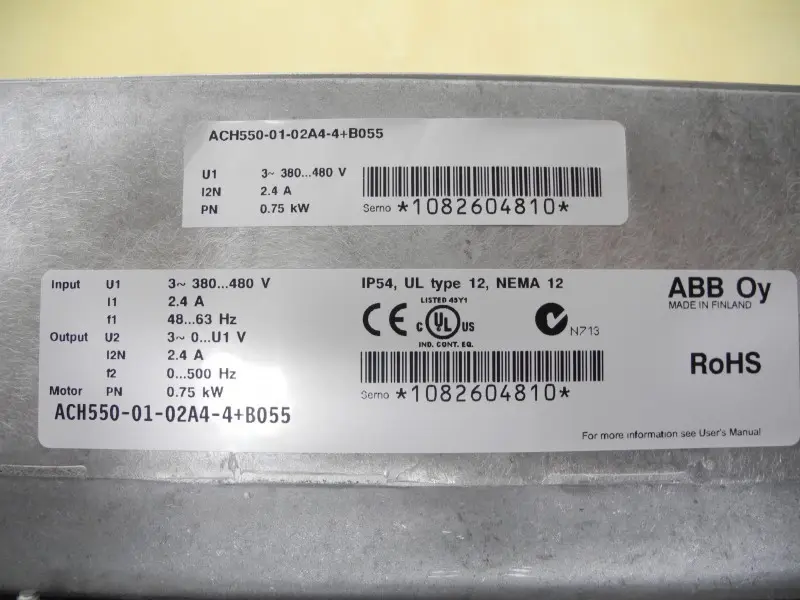 ACH550-01-02A4-4+B055
U1 3~ 380...480 V
I2N 2.4 A
PN 0.75 kW
Serno *1082604810*
Input U1 3~ 380...480 V
I1 2.4 A
f1 48...63 Hz
Output U2 3~ 0...U1 V
I2N 2.4 A
f2 0...500 Hz
Motor PN 0.75 kW
ACH550-01-02A4-4+B055
IP54, UL type 12, NEMA 12
LISTED 45Y1
CE C UL US
IND. CONT. EQ.
N713
Serno *1082604810*
ABB Oy
MADE IN FINLAND
RoHS
For more information see User's Manual